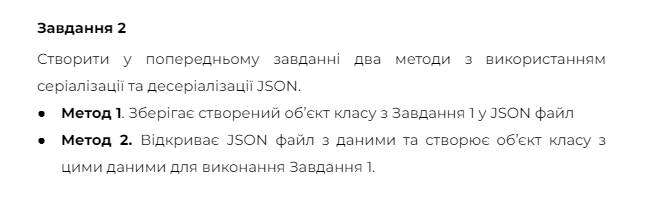 Завдання 2
Створити у попередньому завданні два методи з використанням
серіалізації та десеріалізації JSON.
● Метод 1. Зберігає створений об’єкт класу з Завдання 1 у JSON файл
● Метод 2. Відкриває JSON файл з даними та створює об’єкт класу з
цими даними для виконання Завдання 1.